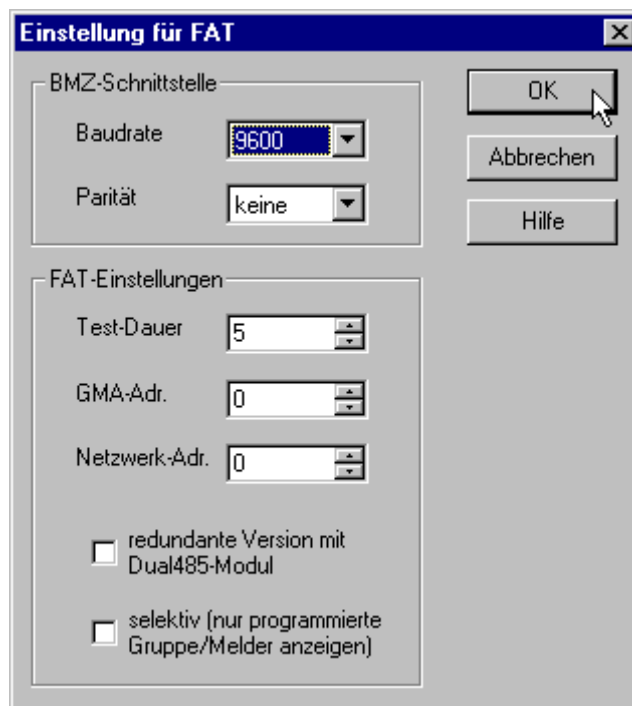 Einstellung für FAT
BMZ-Schnittstelle
Baudrate
9600
Parität
keine
OK
Abbrechen
Hilfe
FAT-Einstellungen
Test-Dauer
5
GMA-Adr.
0
Netzwerk-Adr.
0
redundante Version mit
Dual485-Modul
selektiv (nur programmierte
Gruppe/Melder anzeigen)